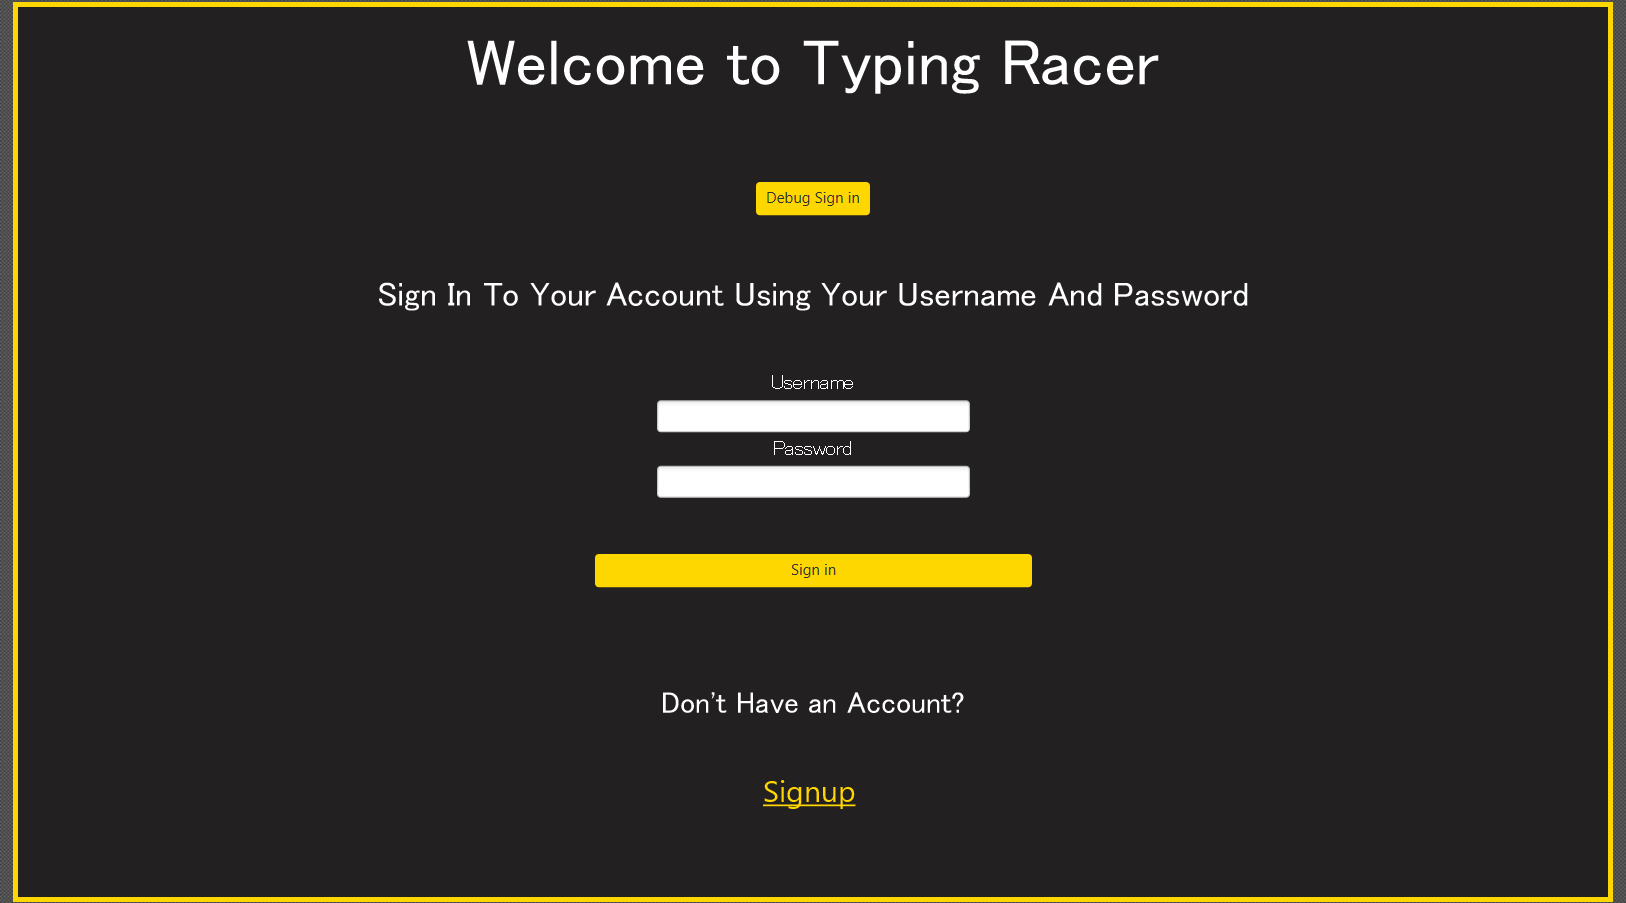 Welcome to Typing Racer
Debug Sign in
Sign In To Your Account Using Your Username And Password
Username
Password
Sign in
Don't Have an Account?
Signup